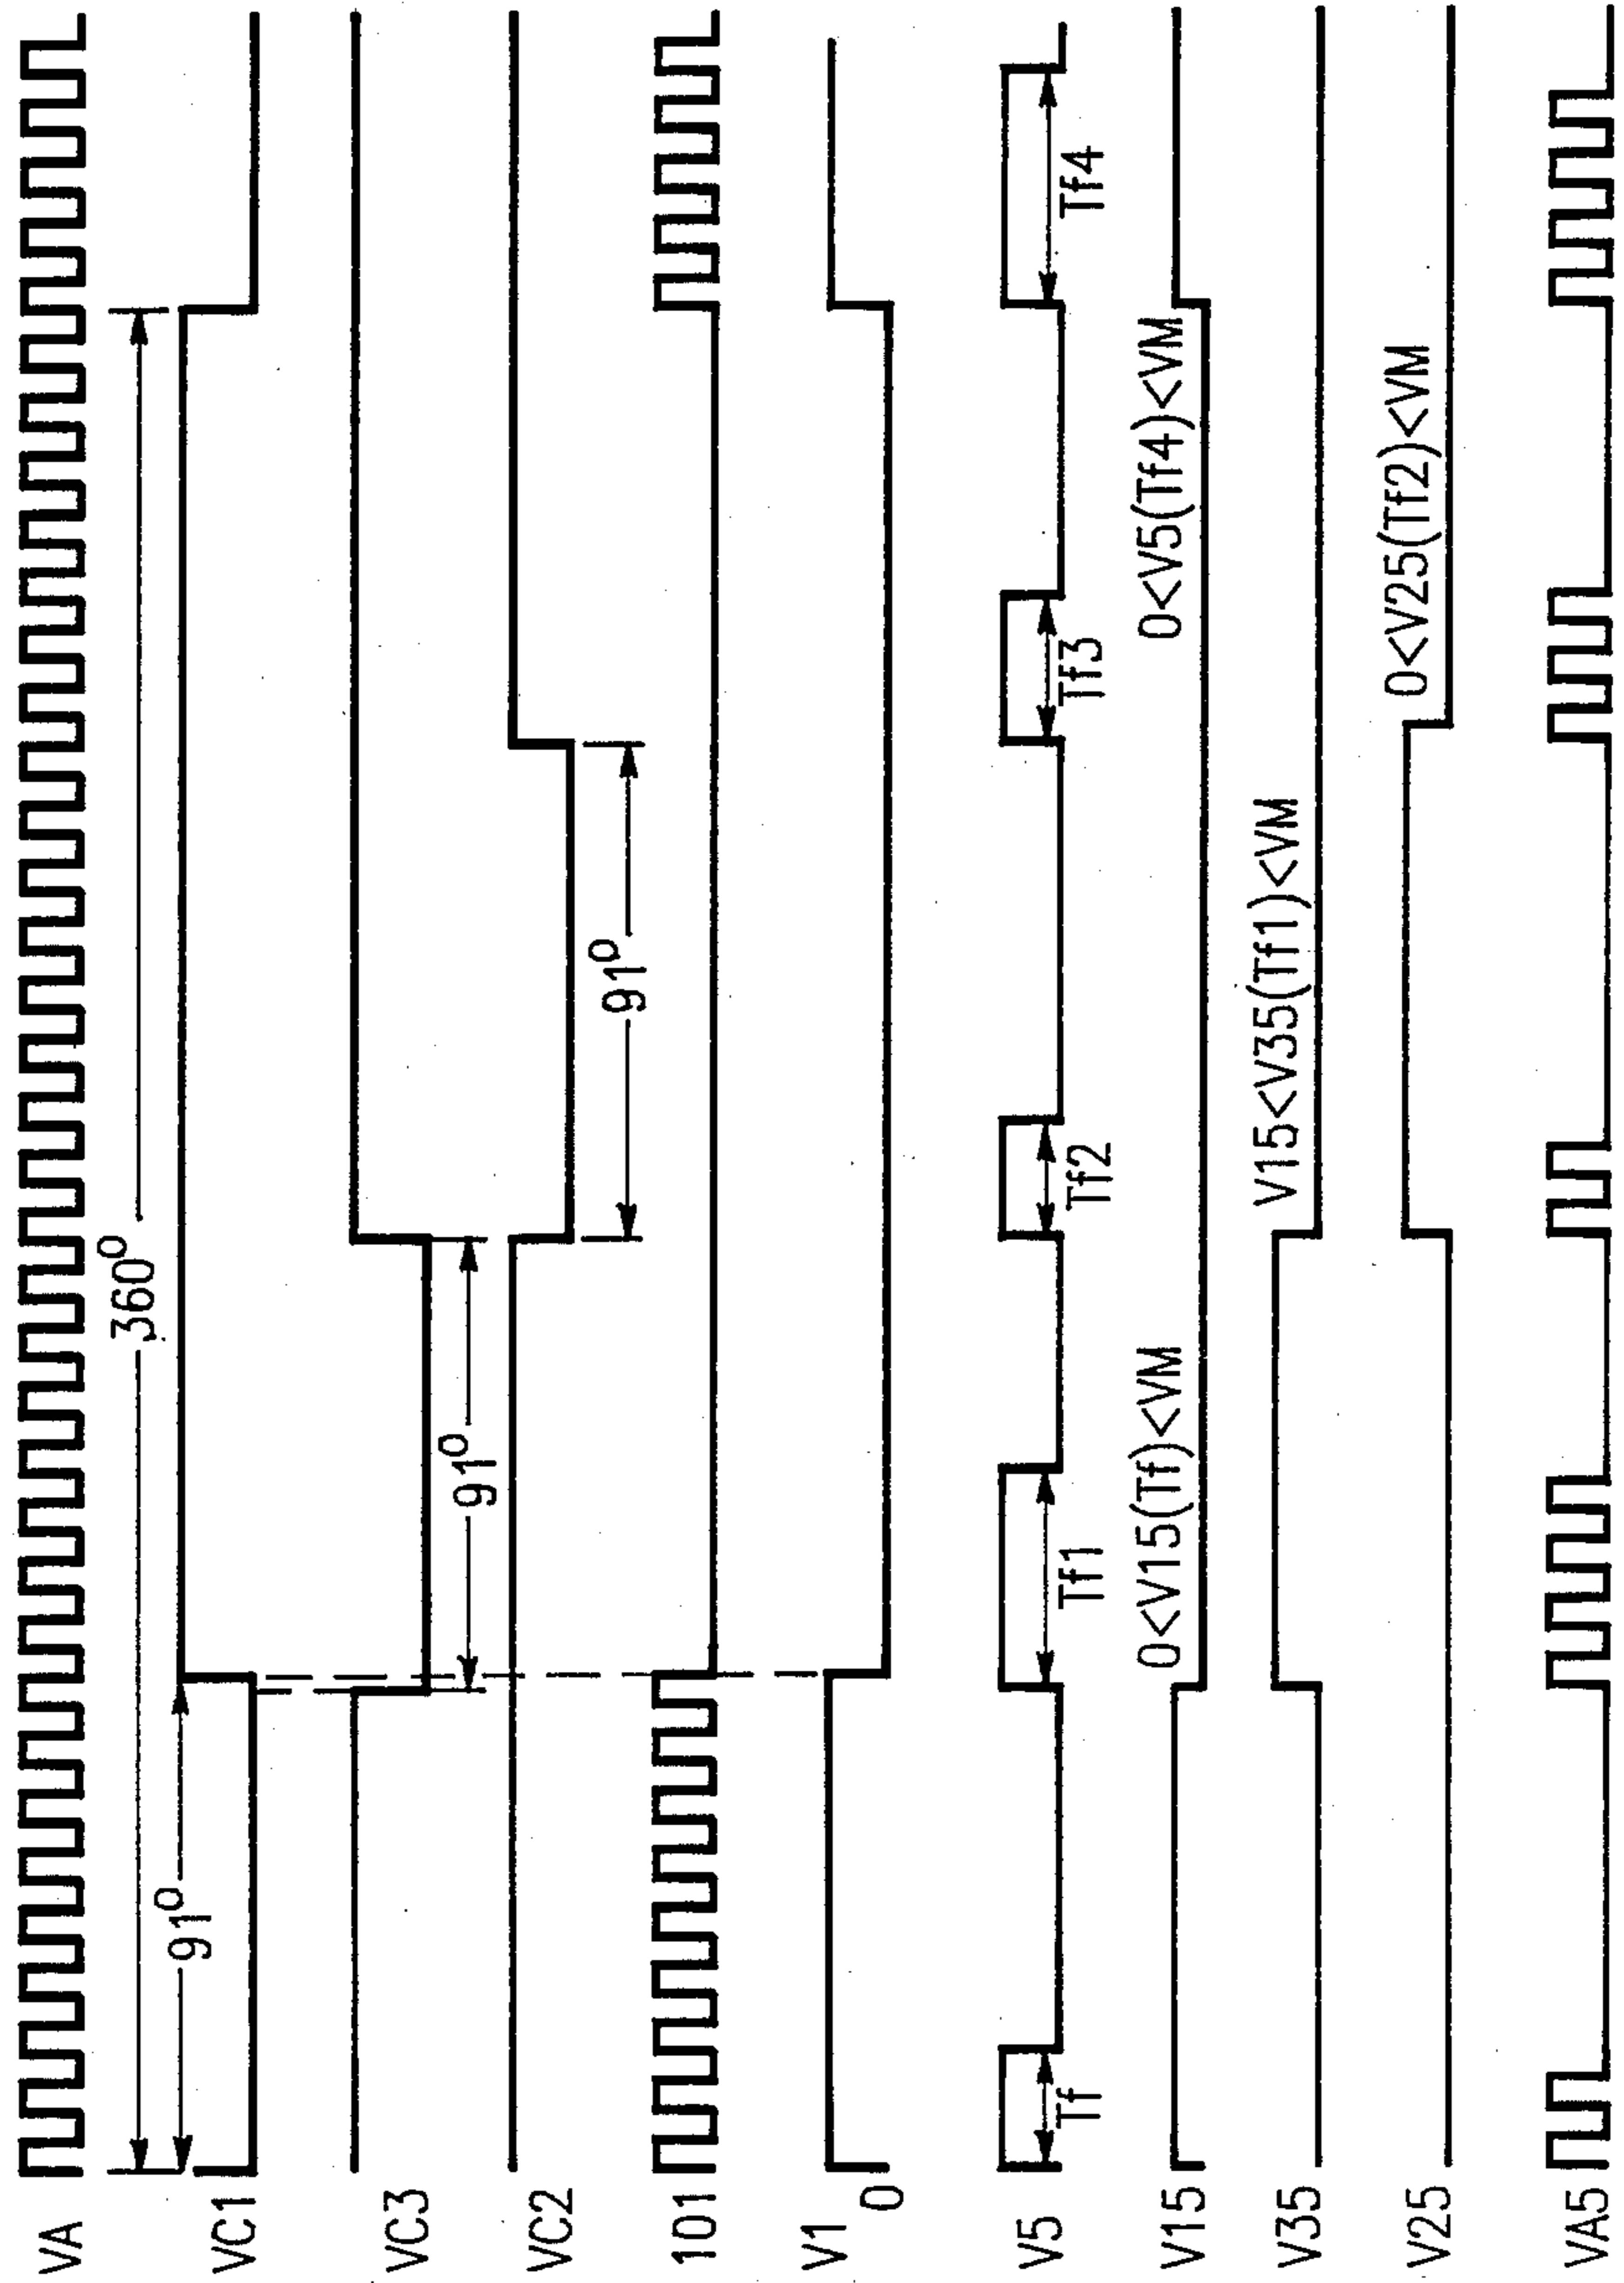 VA
360°
VC1
91°
VC3
91°
VC2
91°
101
V1
0
V5
Tf
Tf1
Tf2
Tf3
Tf4
V15
0<V15(Tf)<VM
0<V5(Tf4)<VM
V35
V15<V35(Tf1)<VM
V25
0<V25(Tf2)<VM
VA5